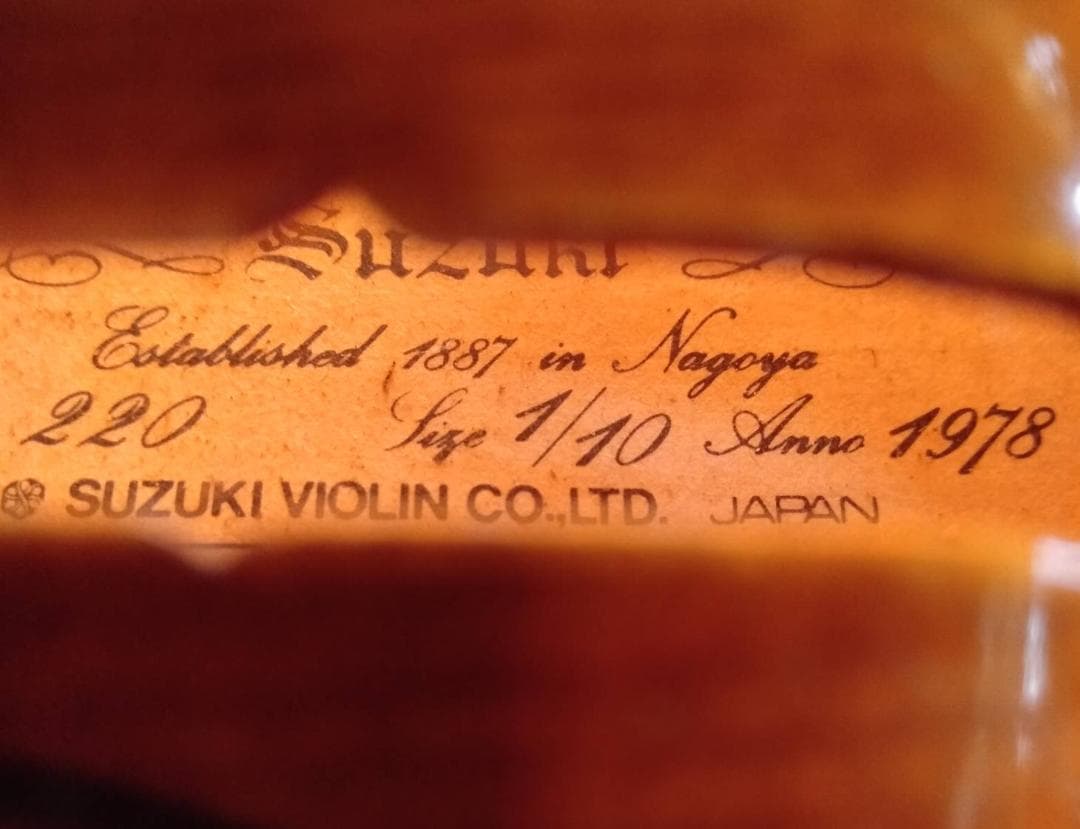 Suzuki
Established 1887 in Nagoya
220 Size 1/10 Anno 1978
SUZUKI VIOLIN CO.,LTD. JAPAN